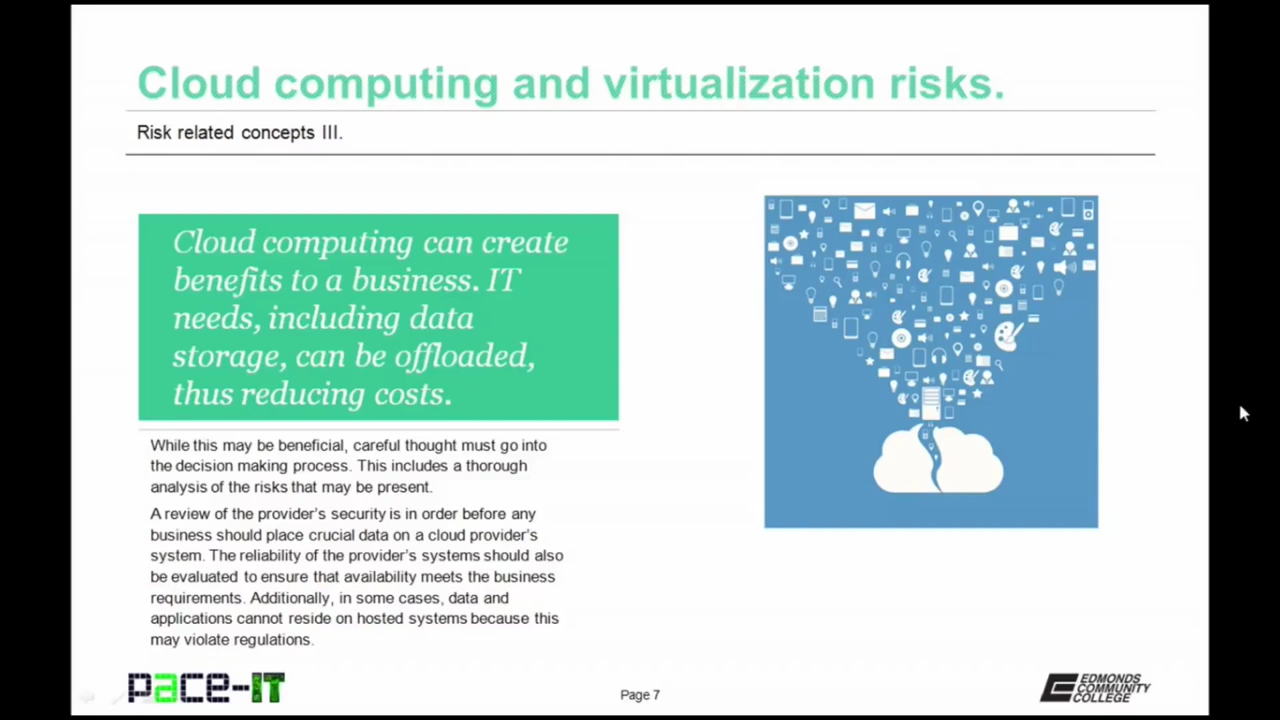 Cloud computing and virtualization risks.
Risk related concepts III.
Cloud computing can create
benefits to a business. IT
needs, including data
storage, can be offloaded,
thus reducing costs.
While this may be beneficial, careful thought must go into
the decision making process. This includes a thorough
analysis of the risks that may be present.
A review of the provider's security is in order before any
business should place crucial data on a cloud provider's
system. The reliability of the provider's systems should also
be evaluated to ensure that availability meets the business
requirements. Additionally, in some cases, data and
applications cannot reside on hosted systems because this
may violate regulations.
pace-IT
Page 7
EDMONDS
COMMUNITY
COLLEGE